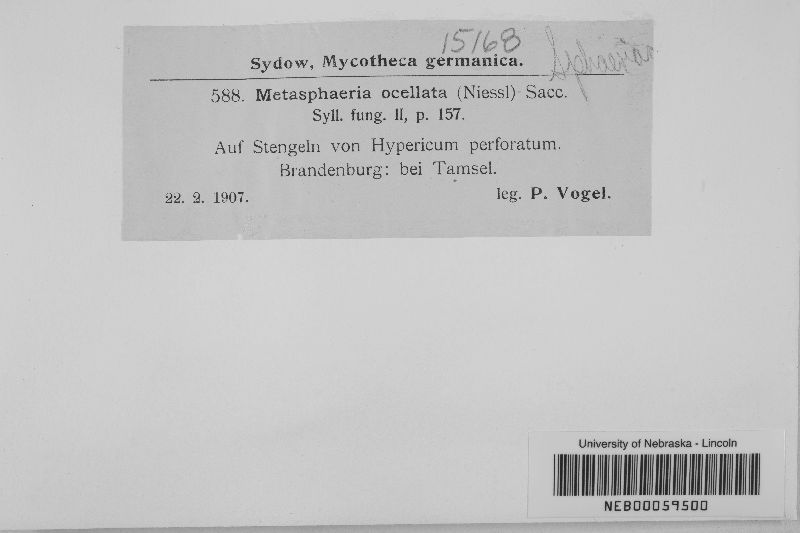 15168
Sydow, Mycotheca germanica.
588. Metasphaeria ocellata (Niessl) Sacc.
Syll. fung. II, p. 157.
Auf Stengeln von Hypericum perforatum.
Brandenburg: bei Tamsel.
22. 2. 1907. leg. P. Vogel.
University of Nebraska - Lincoln
NEB00059500